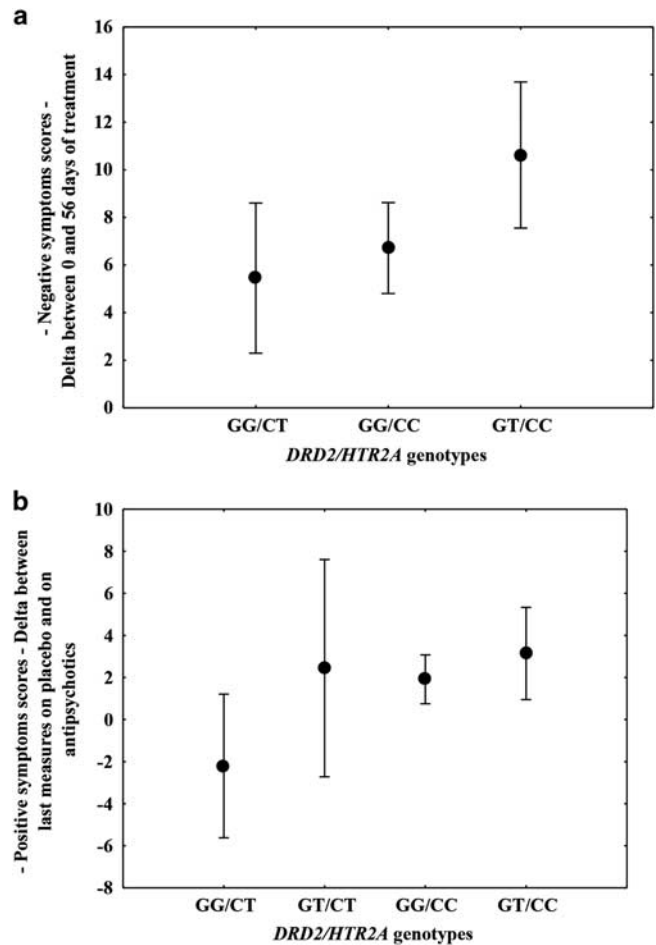 a
- Negative symptoms scores -
Delta between 0 and 56 days of treatment
16
14
12
10
8
6
4
2
0
GG/CT GG/CC GT/CC
DRD2/HTR2A genotypes
b
- Positive symptoms scores - Delta between
last measures on placebo and on
antipsychotics
10
8
6
4
2
0
-2
-4
-6
-8
GG/CT GT/CT GG/CC GT/CC
DRD2/HTR2A genotypes